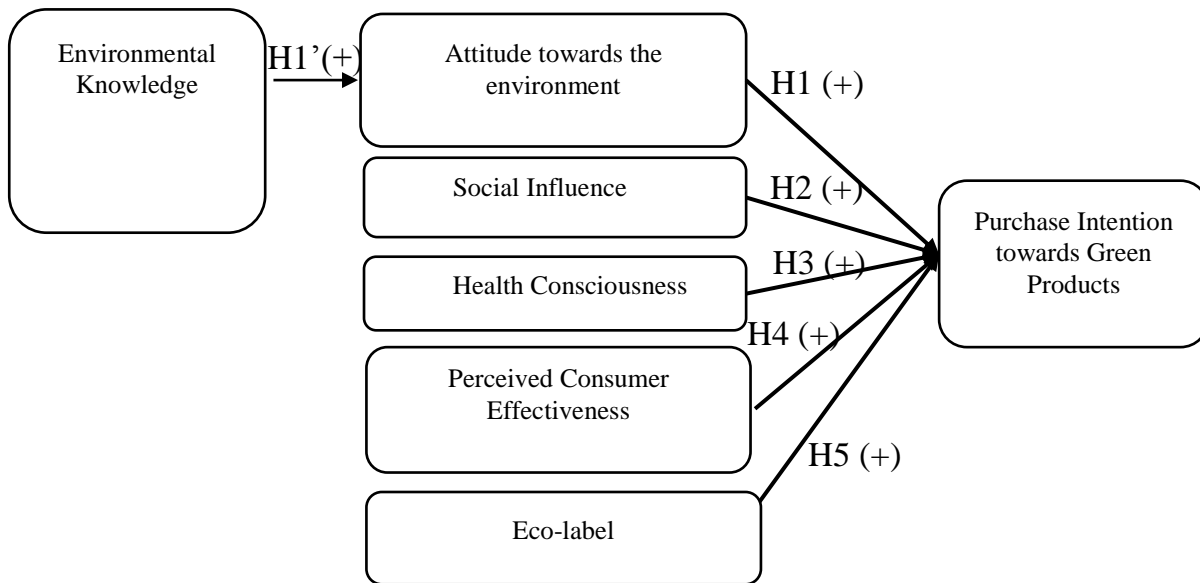 Environmental
Knowledge
H1’(+)
Attitude towards the
environment
H1 (+)
Social Influence
H2 (+)
Health Consciousness
H3 (+)
H4 (+)
Perceived Consumer
Effectiveness
H5 (+)
Eco-label
Purchase Intention
towards Green
Products